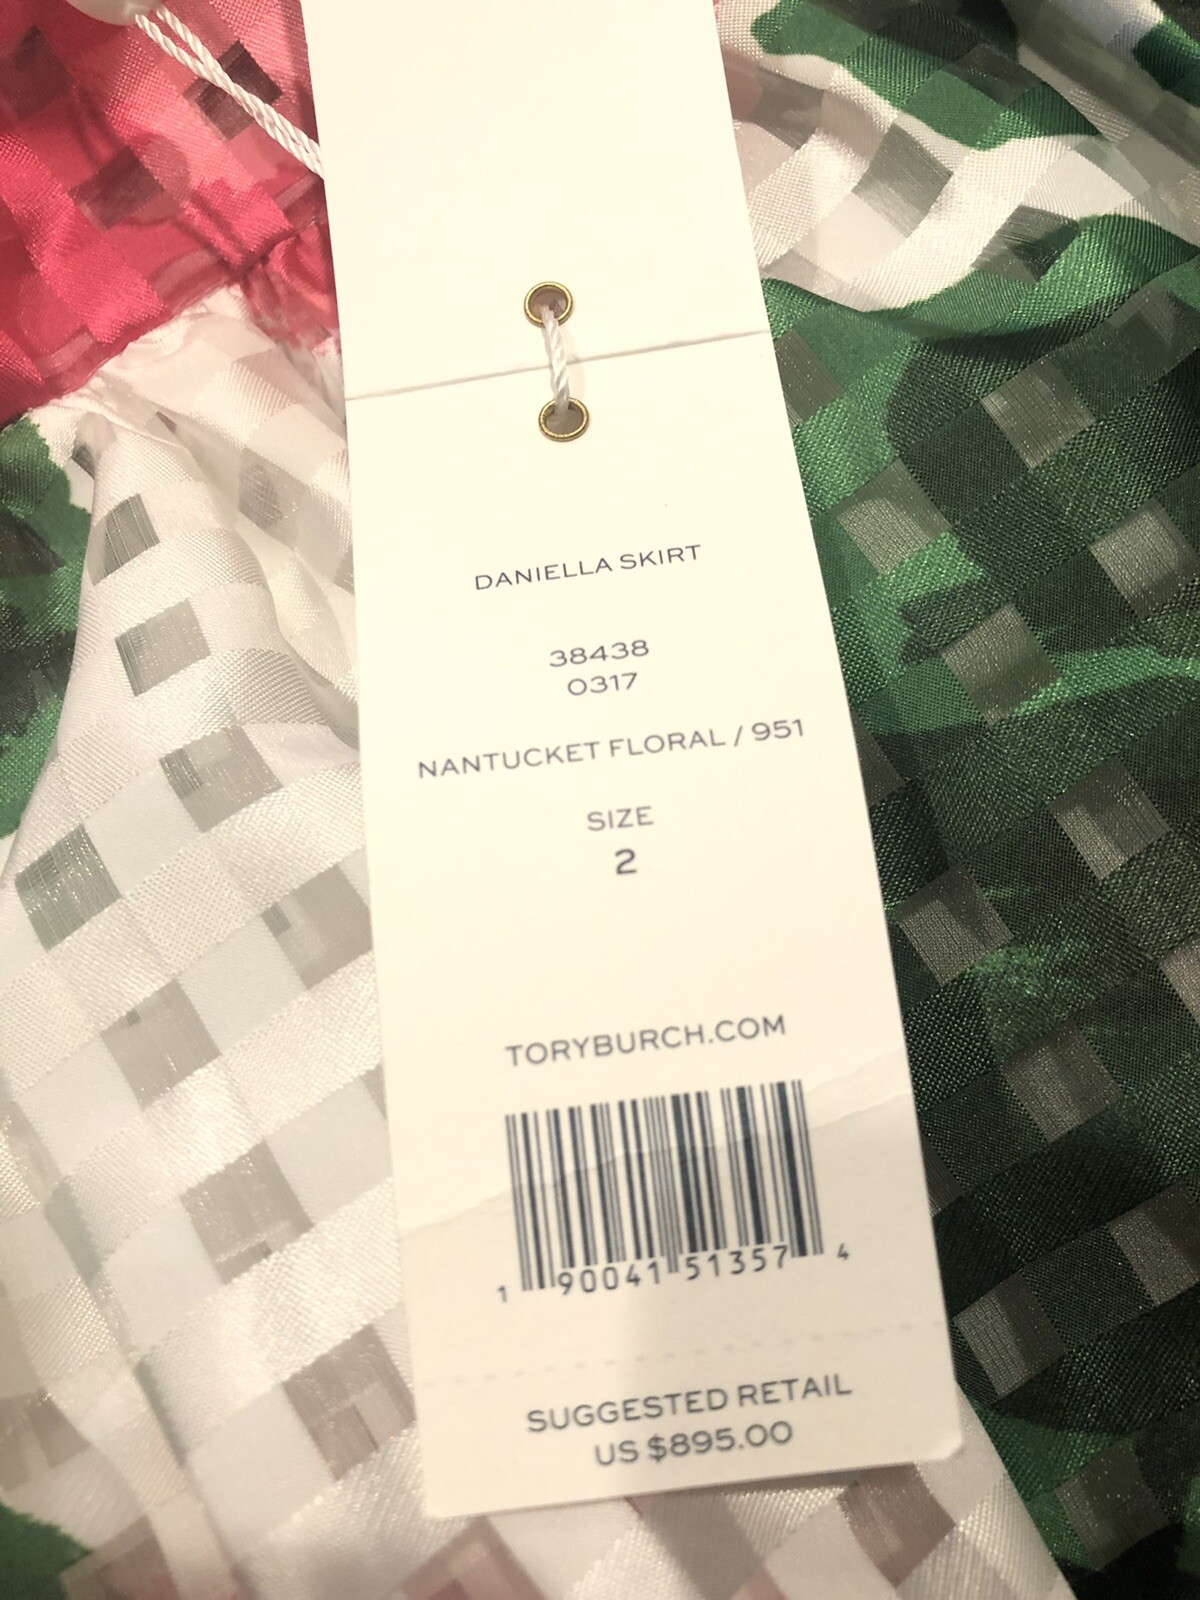 DANIELLA SKIRT
38438
0317
NANTUCKET FLORAL / 951
SIZE
2
TORYBURCH.COM
1 90041 51357 4
SUGGESTED RETAIL
US $895.00